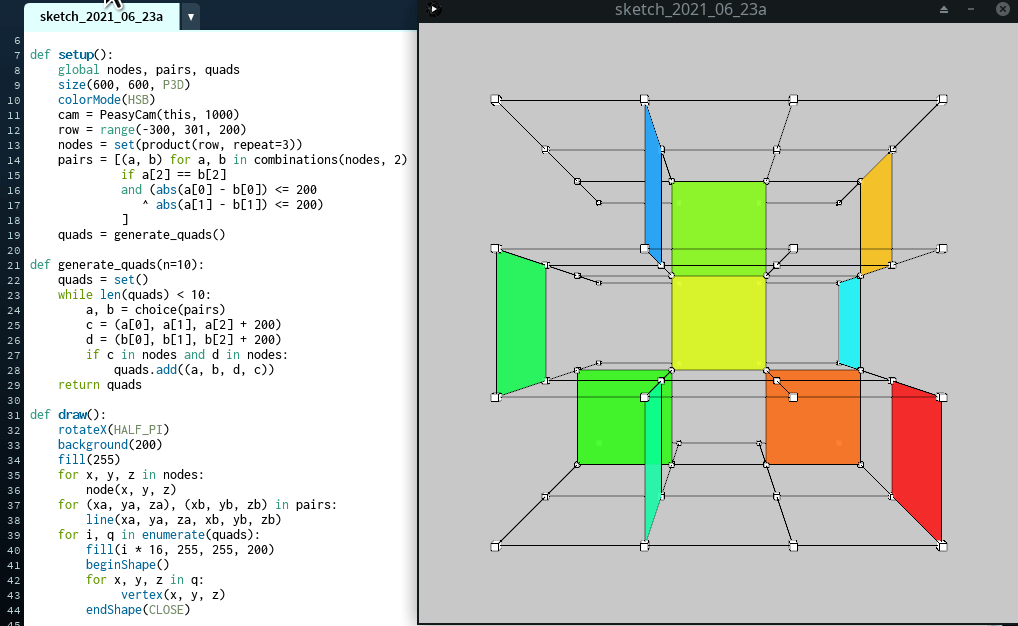 sketch_2021_06_23a ▼
sketch_2021_06_23a
6
7 def setup():
8     global nodes, pairs, quads
9     size(600, 600, P3D)
10     colorMode(HSB)
11     cam = PeasyCam(this, 1000)
12     row = range(-300, 301, 200)
13     nodes = set(product(row, repeat=3))
14     pairs = [(a, b) for a, b in combinations(nodes, 2)
15              if a[2] == b[2]
16              and (abs(a[0] - b[0]) <= 200
17                 ^ abs(a[1] - b[1]) <= 200)
18              ]
19     quads = generate_quads()
20
21 def generate_quads(n=10):
22     quads = set()
23     while len(quads) < 10:
24         a, b = choice(pairs)
25         c = (a[0], a[1], a[2] + 200)
26         d = (b[0], b[1], b[2] + 200)
27         if c in nodes and d in nodes:
28             quads.add((a, b, d, c))
29     return quads
30
31 def draw():
32     rotateX(HALF_PI)
33     background(200)
34     fill(255)
35     for x, y, z in nodes:
36         node(x, y, z)
37     for (xa, ya, za), (xb, yb, zb) in pairs:
38         line(xa, ya, za, xb, yb, zb)
39     for i, q in enumerate(quads):
40         fill(i * 16, 255, 255, 200)
41         beginShape()
42         for x, y, z in q:
43              vertex(x, y, z)
44         endShape(CLOSE)
45